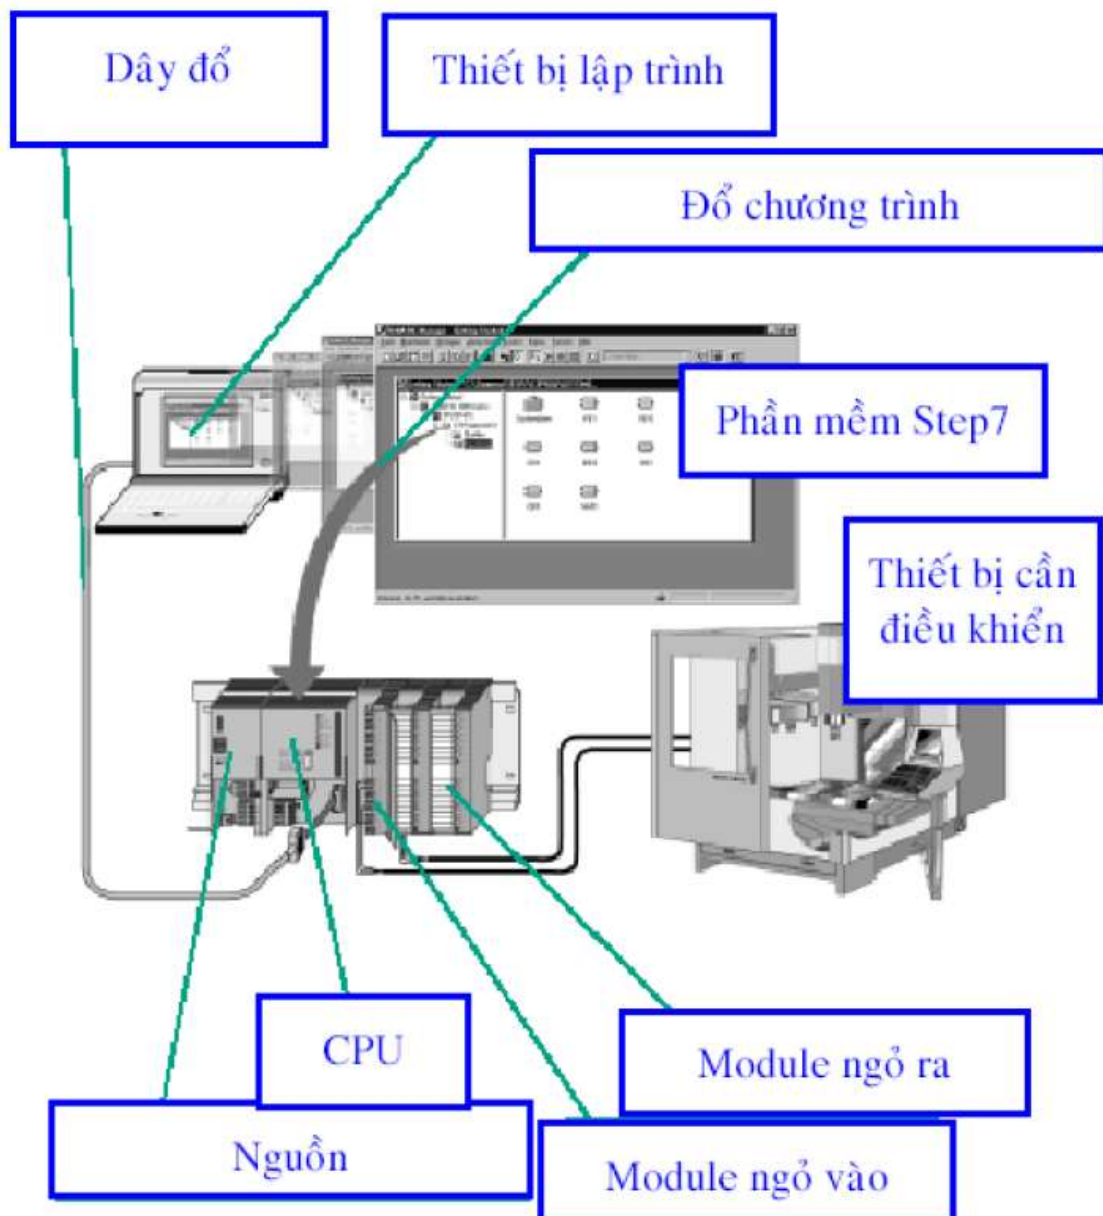 Dây đổ
Thiết bị lập trình
Đổ chương trình
Phần mềm Step7
Thiết bị cần
điều khiển
CPU
Module ngỏ ra
Nguồn
Module ngỏ vào